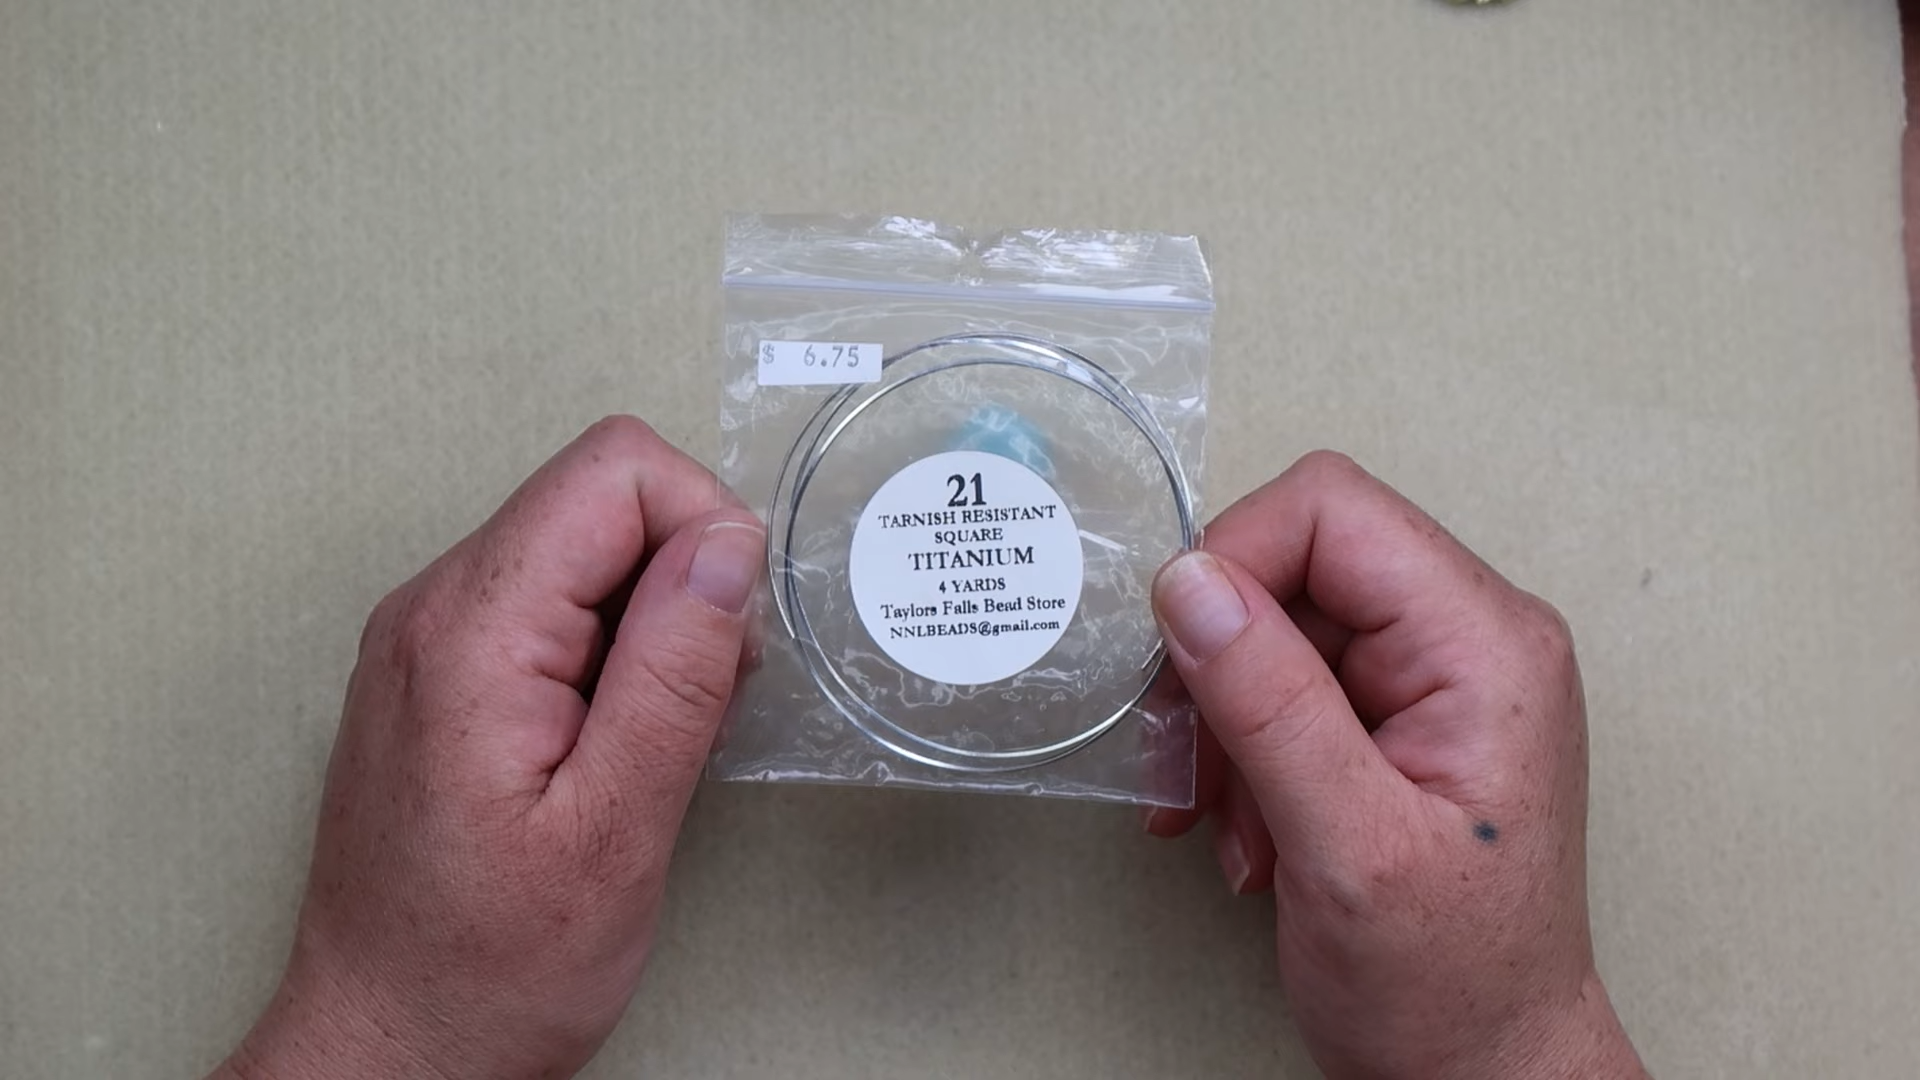 $ 6.75
21
TARNISH RESISTANT
SQUARE
TITANIUM
4 YARDS
Taylors Falls Bead Store
NNLBEADS@gmail.com